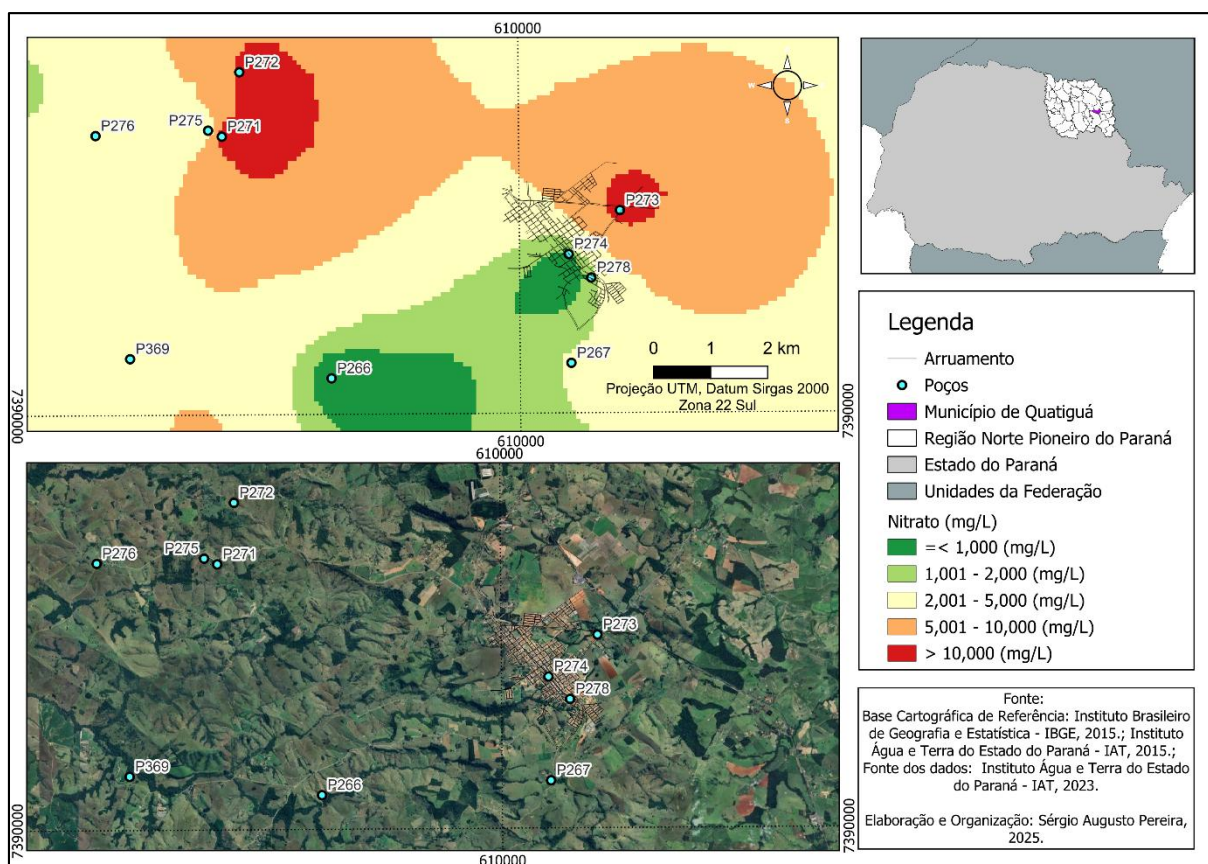 610000
P272
P275
P276
P271
P273
P274
P278
P369
P266
P267
0 1 2 km
Projeção UTM, Datum Sirgas 2000
Zona 22 Sul
7390000
7390000
610000
610000
P272
P275
P276
P271
P273
P274
P278
P369
P266
P267
7390000
7390000
610000
Legenda
Arruamento
Poços
Município de Quatiguá
Região Norte Pioneiro do Paraná
Estado do Paraná
Unidades da Federação
Nitrato (mg/L)
=< 1,000 (mg/L)
1,001 - 2,000 (mg/L)
2,001 - 5,000 (mg/L)
5,001 - 10,000 (mg/L)
> 10,000 (mg/L)
Fonte:
Base Cartográfica de Referência: Instituto Brasileiro
de Geografia e Estatística - IBGE, 2015.; Instituto
Água e Terra do Estado do Paraná - IAT, 2015.;
Fonte dos dados: Instituto Água e Terra do Estado
do Paraná - IAT, 2023.
Elaboração e Organização: Sérgio Augusto Pereira,
2025.